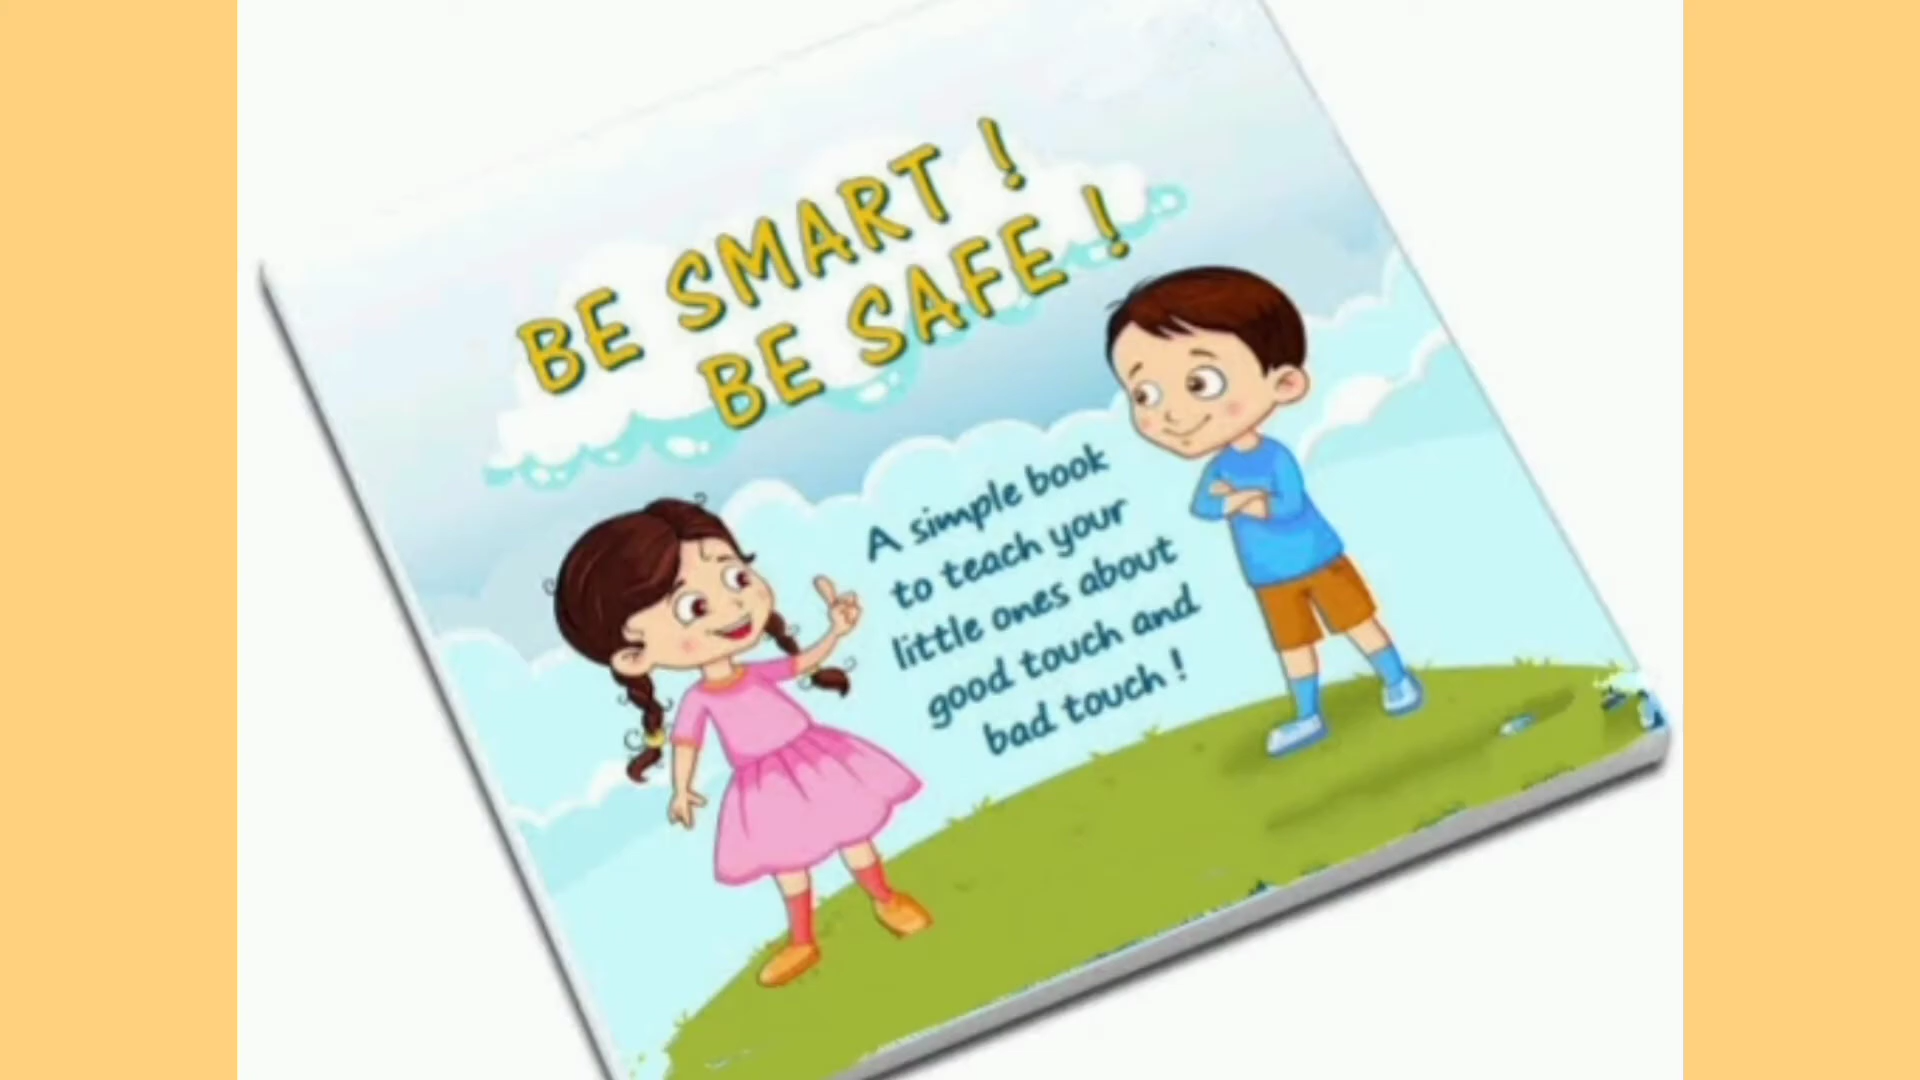 BE SMART !
BE SAFE !
A simple book
to teach your
little ones about
good touch and
bad touch !